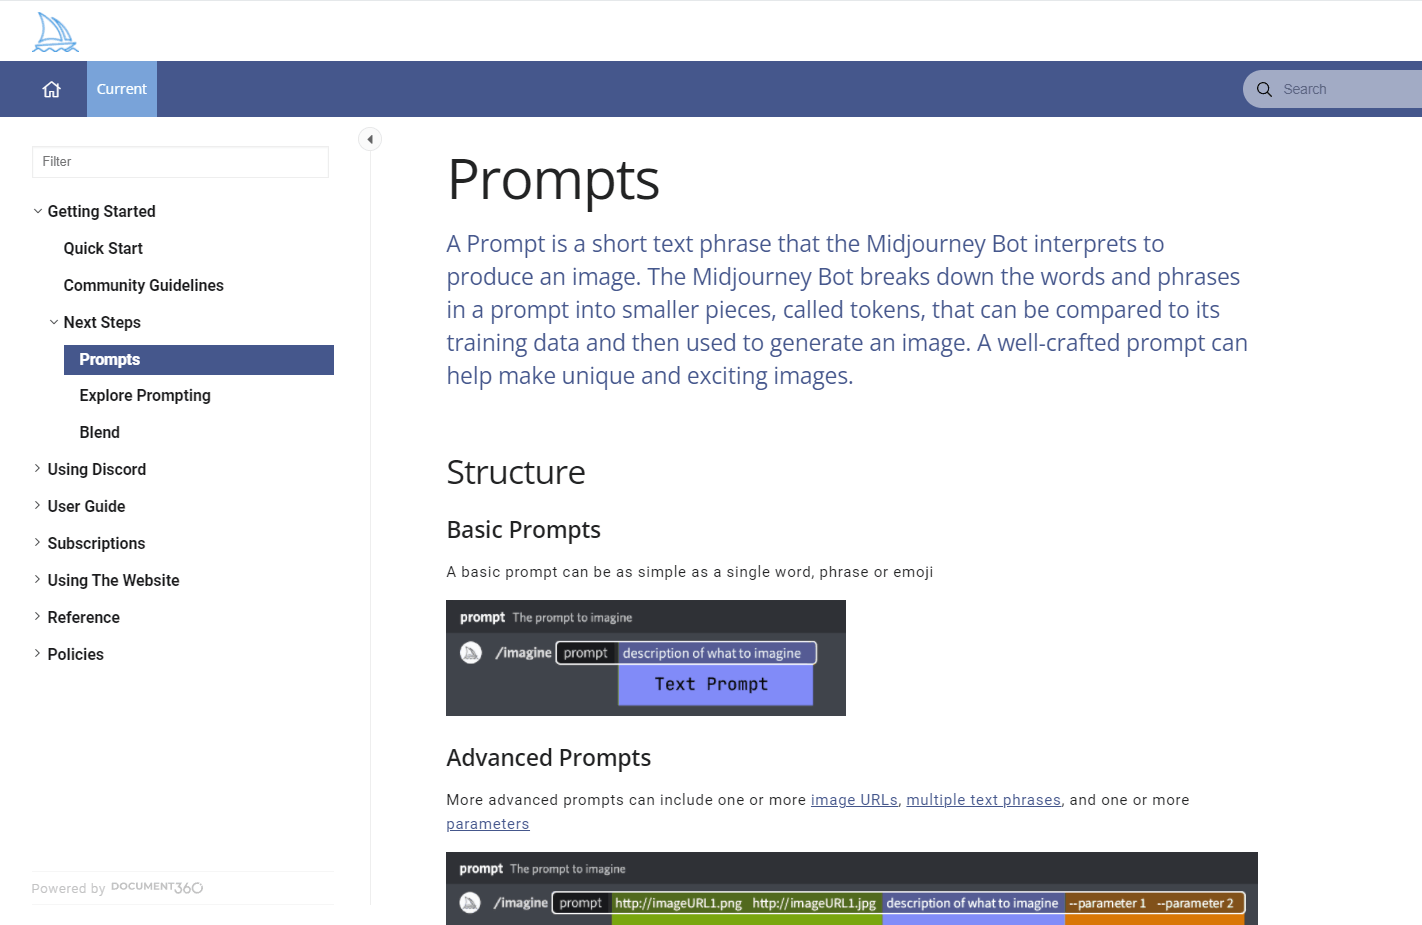 Current
Search
Filter
Getting Started
Quick Start
Community Guidelines
Next Steps
Prompts
Explore Prompting
Blend
Using Discord
User Guide
Subscriptions
Using The Website
Reference
Policies
Powered by DOCUMENT360
Prompts
A Prompt is a short text phrase that the Midjourney Bot interprets to
produce an image. The Midjourney Bot breaks down the words and phrases
in a prompt into smaller pieces, called tokens, that can be compared to its
training data and then used to generate an image. A well-crafted prompt can
help make unique and exciting images.
Structure
Basic Prompts
A basic prompt can be as simple as a single word, phrase or emoji
prompt The prompt to imagine
/imagine prompt description of what to imagine
Text Prompt
Advanced Prompts
More advanced prompts can include one or more image URLs, multiple text phrases, and one or more
parameters
prompt The prompt to imagine
/imagine prompt http://imageURL1.png http://imageURL1.jpg description of what to imagine --parameter 1 --parameter 2